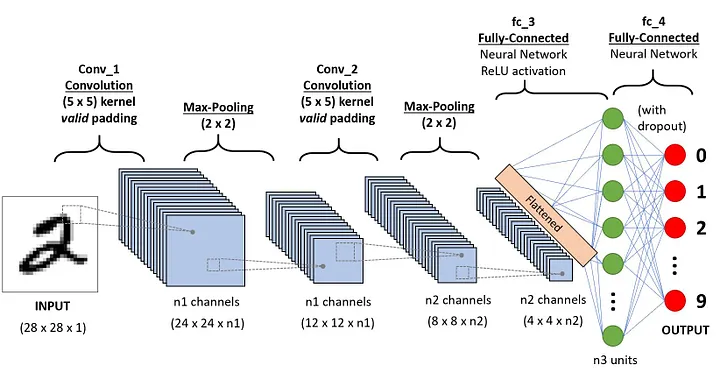 fc_3
Fully-Connected
Neural Network
ReLU activation
fc_4
Fully-Connected
Neural Network
Conv_1
Convolution
(5 x 5) kernel
valid padding
Max-Pooling
(2 x 2)
Conv_2
Convolution
(5 x 5) kernel
valid padding
Max-Pooling
(2 x 2)
(with
dropout)
Flattened
0
1
2
9
2
INPUT
(28 x 28 x 1)
n1 channels
(24 x 24 x n1)
n1 channels
(12 x 12 x n1)
n2 channels
(8 x 8 x n2)
n2 channels
(4 x 4 x n2)
OUTPUT
n3 units